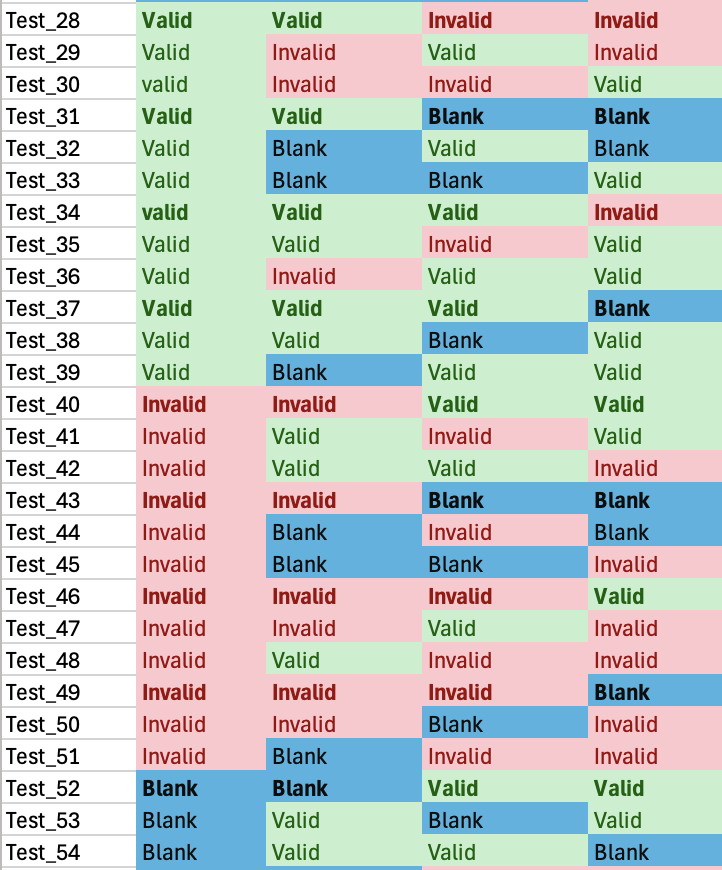 Test_28 Valid Valid Invalid Invalid
Test_29 Valid Invalid Valid Invalid
Test_30 valid Invalid Invalid Valid
Test_31 Valid Valid Blank Blank
Test_32 Valid Blank Valid Blank
Test_33 Valid Blank Blank Valid
Test_34 valid Valid Valid Invalid
Test_35 Valid Valid Invalid Valid
Test_36 Valid Invalid Valid Valid
Test_37 Valid Valid Valid Blank
Test_38 Valid Valid Blank Valid
Test_39 Valid Blank Valid Valid
Test_40 Invalid Invalid Valid Valid
Test_41 Invalid Valid Invalid Valid
Test_42 Invalid Valid Valid Invalid
Test_43 Invalid Invalid Blank Blank
Test_44 Invalid Blank Invalid Blank
Test_45 Invalid Blank Blank Invalid
Test_46 Invalid Invalid Invalid Valid
Test_47 Invalid Invalid Valid Invalid
Test_48 Invalid Valid Invalid Invalid
Test_49 Invalid Invalid Invalid Blank
Test_50 Invalid Invalid Blank Invalid
Test_51 Invalid Blank Invalid Invalid
Test_52 Blank Blank Valid Valid
Test_53 Blank Valid Blank Valid
Test_54 Blank Valid Valid Blank